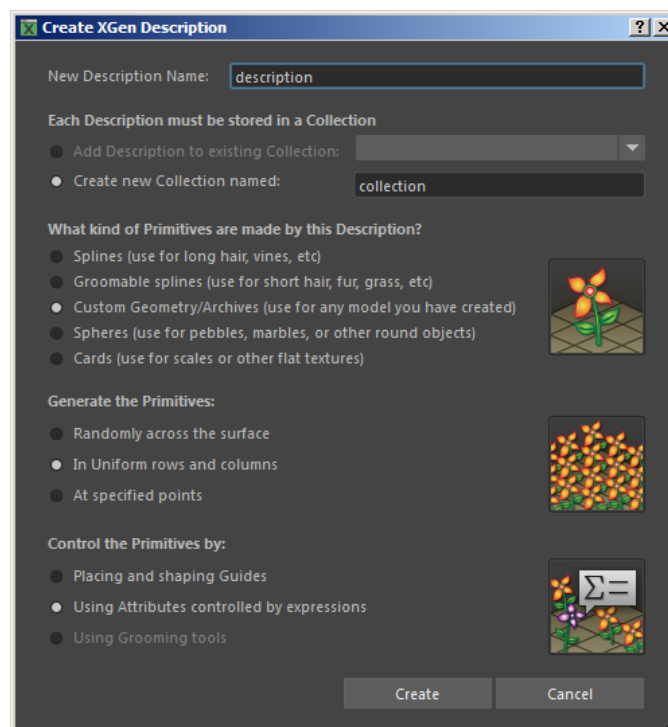 Create XGen Description
New Description Name: description
Each Description must be stored in a Collection
Add Description to existing Collection:
Create new Collection named: collection
What kind of Primitives are made by this Description?
Splines (use for long hair, vines, etc)
Groomable splines (use for short hair, fur, grass, etc)
Custom Geometry/Archives (use for any model you have created)
Spheres (use for pebbles, marbles, or other round objects)
Cards (use for scales or other flat textures)
Generate the Primitives:
Randomly across the surface
In Uniform rows and columns
At specified points
Control the Primitives by:
Placing and shaping Guides
Using Attributes controlled by expressions
Σ=
Using Grooming tools
Create Cancel